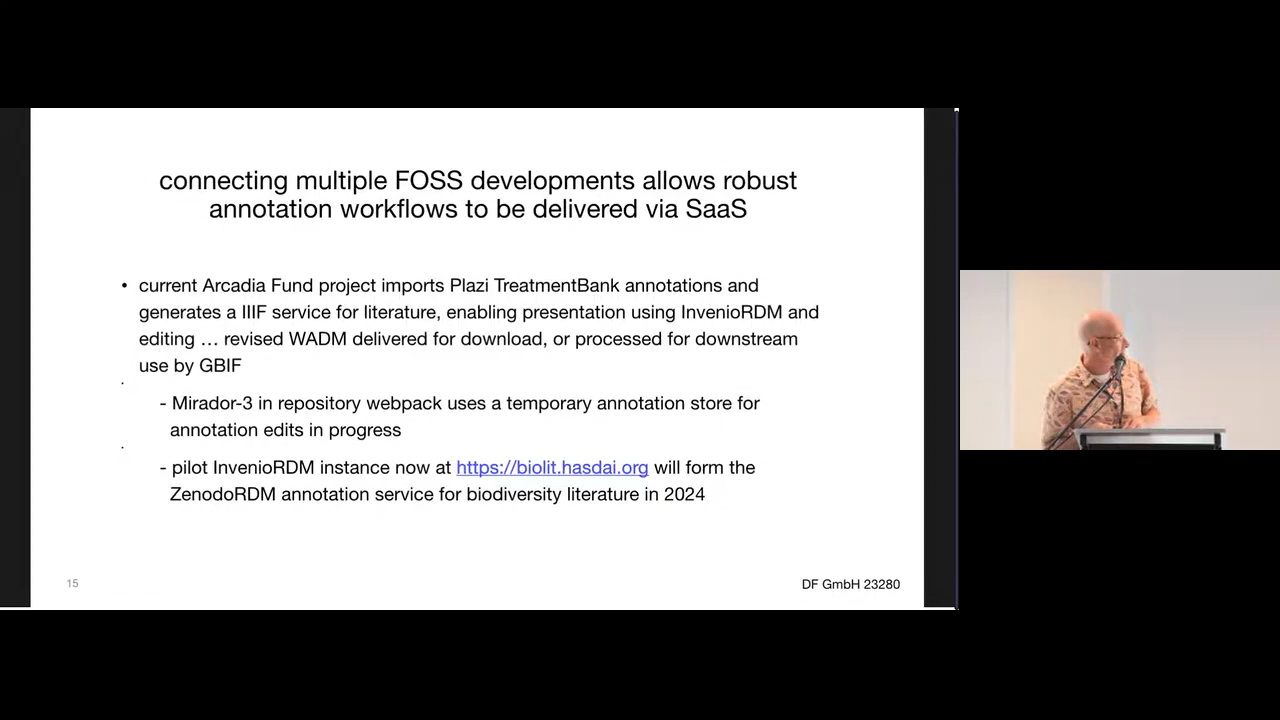 connecting multiple FOSS developments allows robust
annotation workflows to be delivered via SaaS
• current Arcadia Fund project imports Plazi TreatmentBank annotations and
generates a IIIF service for literature, enabling presentation using InvenioRDM and
editing … revised WADM delivered for download, or processed for downstream
use by GBIF
- Mirador-3 in repository webpack uses a temporary annotation store for
annotation edits in progress
- pilot InvenioRDM instance now at https://biolit.hasdai.org will form the
ZenodoRDM annotation service for biodiversity literature in 2024
15
DF GmbH 23280